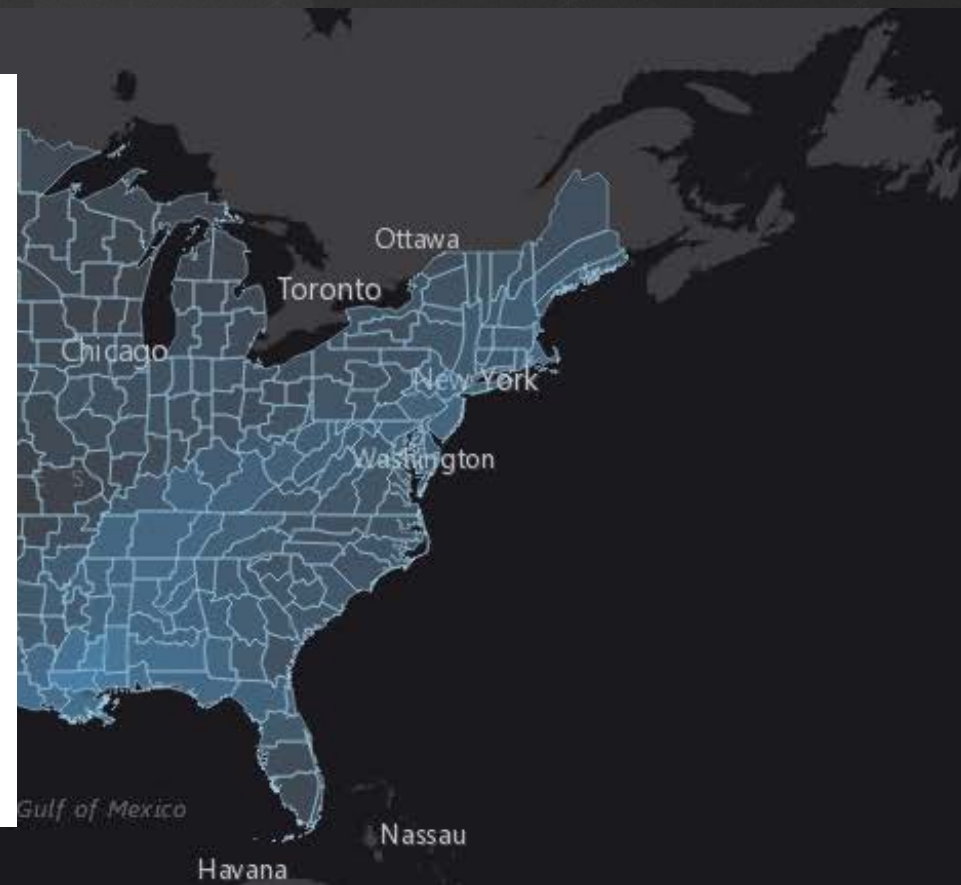 Ottawa
Toronto
Chicago
New York
Washington
S
Gulf of Mexico
Nassau
Havana